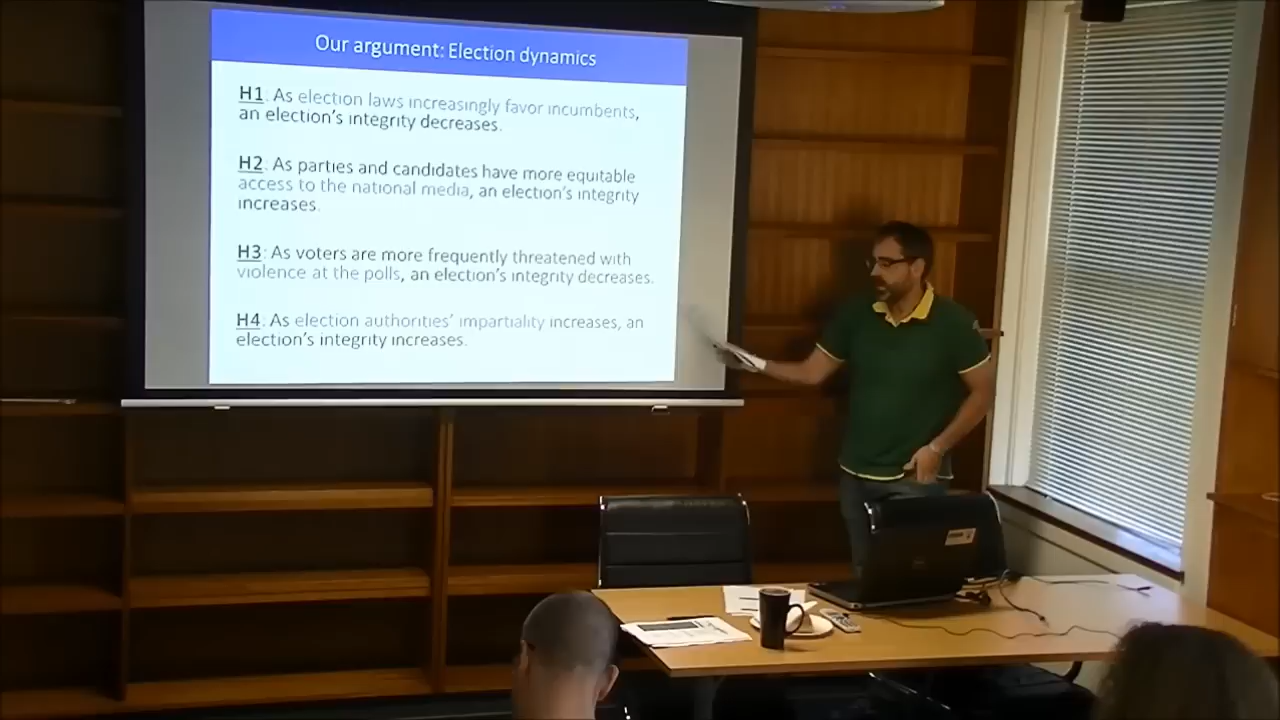 Our argument: Election dynamics
H1: As election laws increasingly favor incumbents,
an election's integrity decreases.
H2: As parties and candidates have more equitable
access to the national media, an election's integrity
increases.
H3: As voters are more frequently threatened with
violence at the polls, an election's integrity decreases.
H4: As election authorities' impartiality increases, an
election's integrity increases.